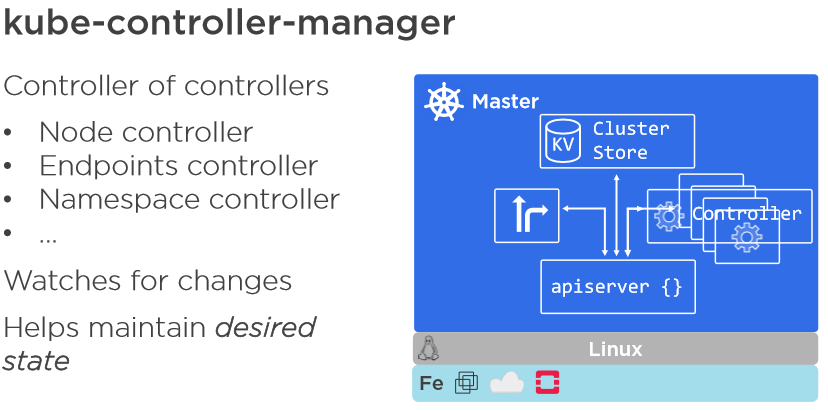 kube-controller-manager
Controller of controllers
• Node controller
• Endpoints controller
• Namespace controller
• ...
Watches for changes
Helps maintain desired
state
Master
KV
Cluster
Store
Controller
apiserver {}
Linux
Fe